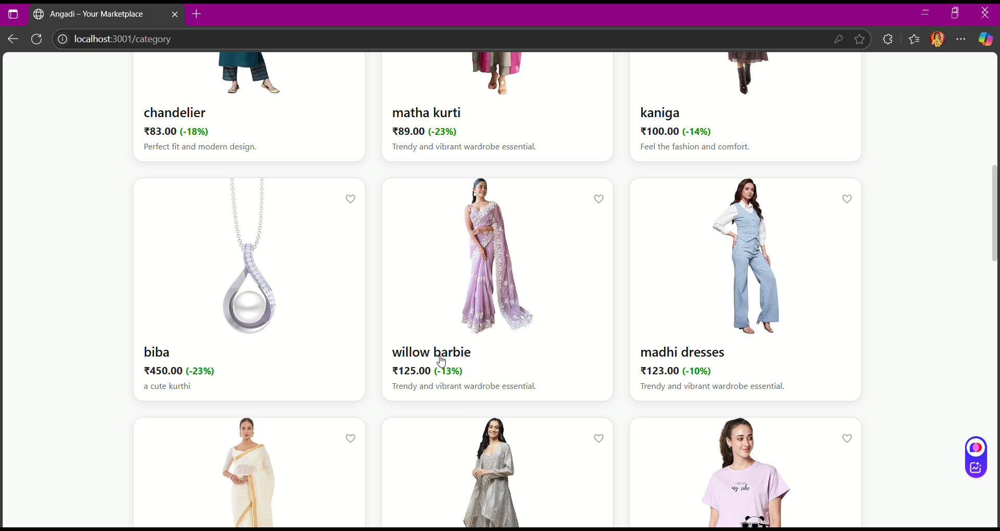 Angadi – Your Marketplace
localhost:3001/category
chandelier
₹83.00 (-18%)
Perfect fit and modern design.
matha kurti
₹89.00 (-23%)
Trendy and vibrant wardrobe essential.
kaniga
₹100.00 (-14%)
Feel the fashion and comfort.
biba
₹450.00 (-23%)
a cute kurthi
willow barbie
₹125.00 (-13%)
Trendy and vibrant wardrobe essential.
madhi dresses
₹123.00 (-10%)
Trendy and vibrant wardrobe essential.
I DECIDE
my vibe